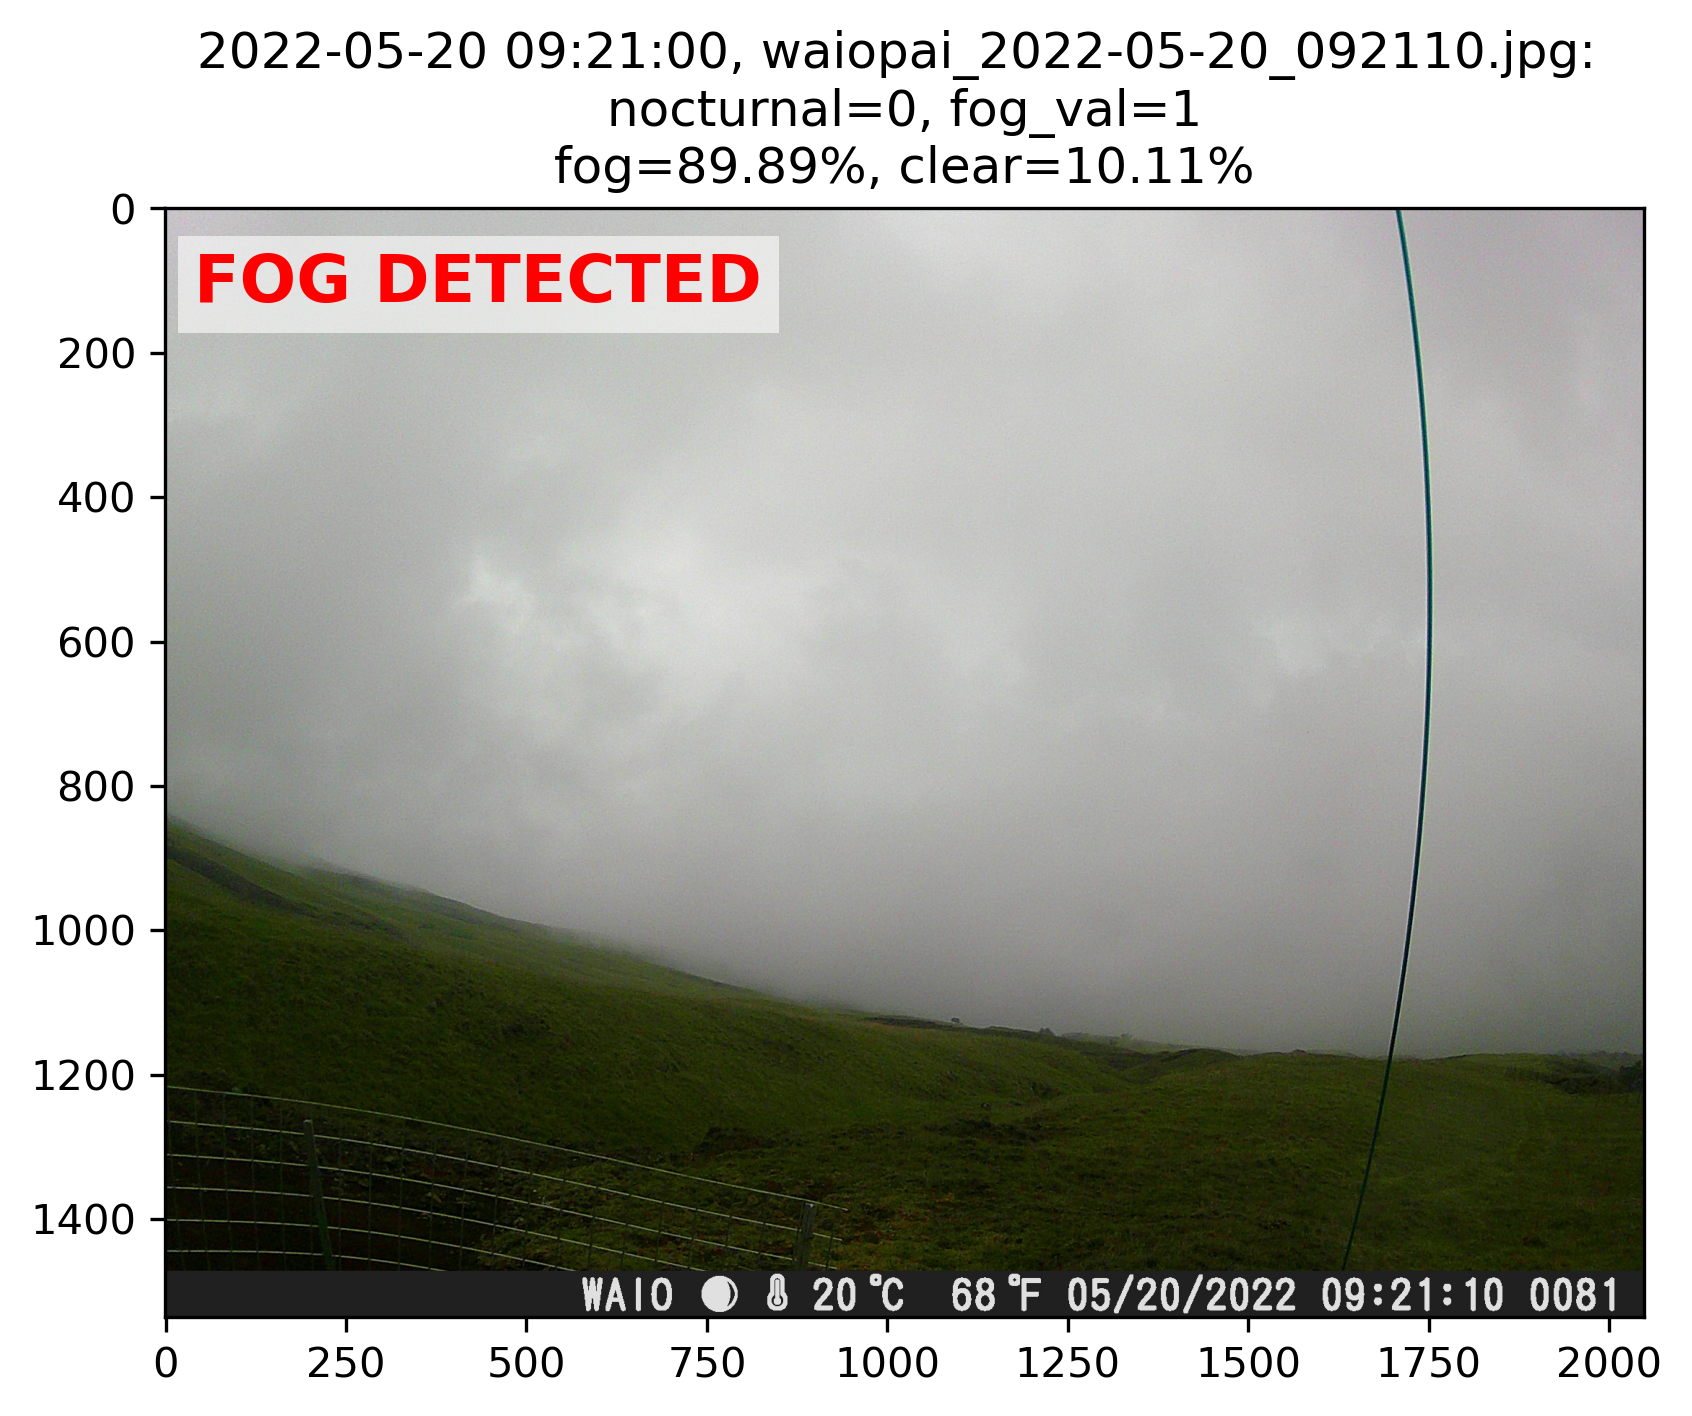 2022-05-20 09:21:00, waiopai_2022-05-20_092110.jpg:
nocturnal=0, fog_val=1
fog=89.89%, clear=10.11%
FOG DETECTED
0
200
400
600
800
1000
1200
1400
WAIO 20°C 68°F 05/20/2022 09:21:10 0081
0 250 500 750 1000 1250 1500 1750 2000